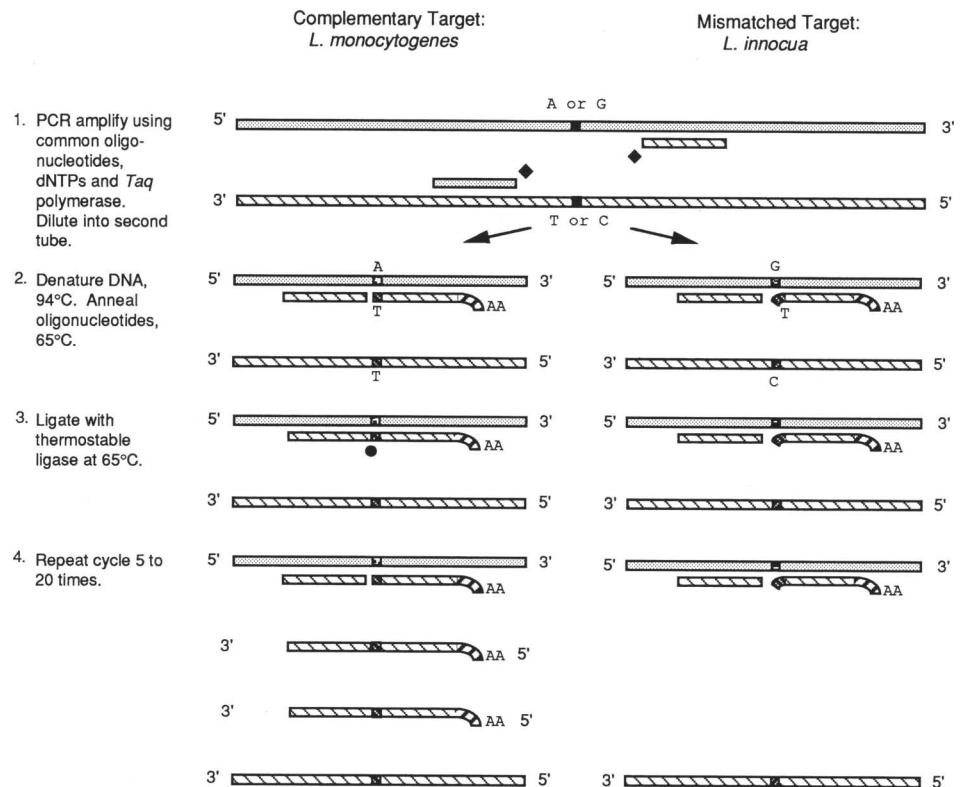 Complementary Target:
L. monocytogenes
Mismatched Target:
L. innocua
1. PCR amplify using
common oligo-
nucleotides,
dNTPs and Taq
polymerase.
Dilute into second
tube.
A or G
5' 3'
3' 5'
T or C
2. Denature DNA,
94°C. Anneal
oligonucleotides,
65°C.
A
5' 3'
AA
T
3' 5'
T
G
5' 3'
AA
T
3' 5'
C
3. Ligate with
thermostable
ligase at 65°C.
5' 3'
AA
3' 5'
5' 3'
AA
3' 5'
4. Repeat cycle 5 to
20 times.
5' 3'
AA
3' AA 5'
3' AA 5'
3' 5'
5' 3'
AA
3' 5'